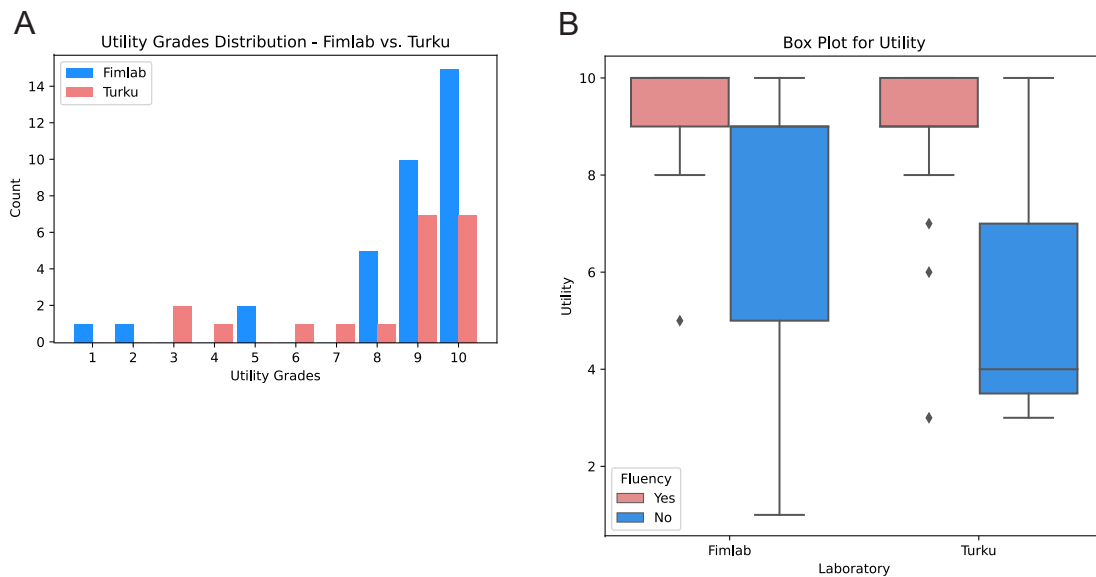 A
Utility Grades Distribution - Fimlab vs. Turku
Fimlab
Turku
14
12
10
8
6
4
2
0
Count
1 2 3 4 5 6 7 8 9 10
Utility Grades
B
Box Plot for Utility
10
8
6
4
2
Utility
Fluency
Yes
No
Fimlab Turku
Laboratory